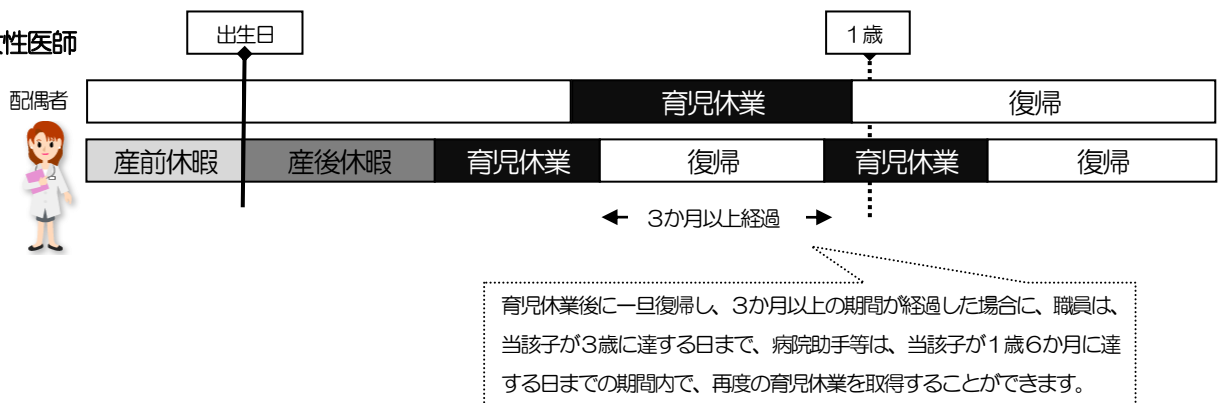 出生日
1歳
性医師
配偶者
育児休業
復帰
産前休暇
産後休暇
育児休業
復帰
育児休業
復帰
3か月以上経過
育児休業後に一旦復帰し、3か月以上の期間が経過した場合に、職員は、
当該子が3歳に達する日まで、病院助手等は、当該子が1歳6か月に達
する日までの期間内で、再度の育児休業を取得することができます。